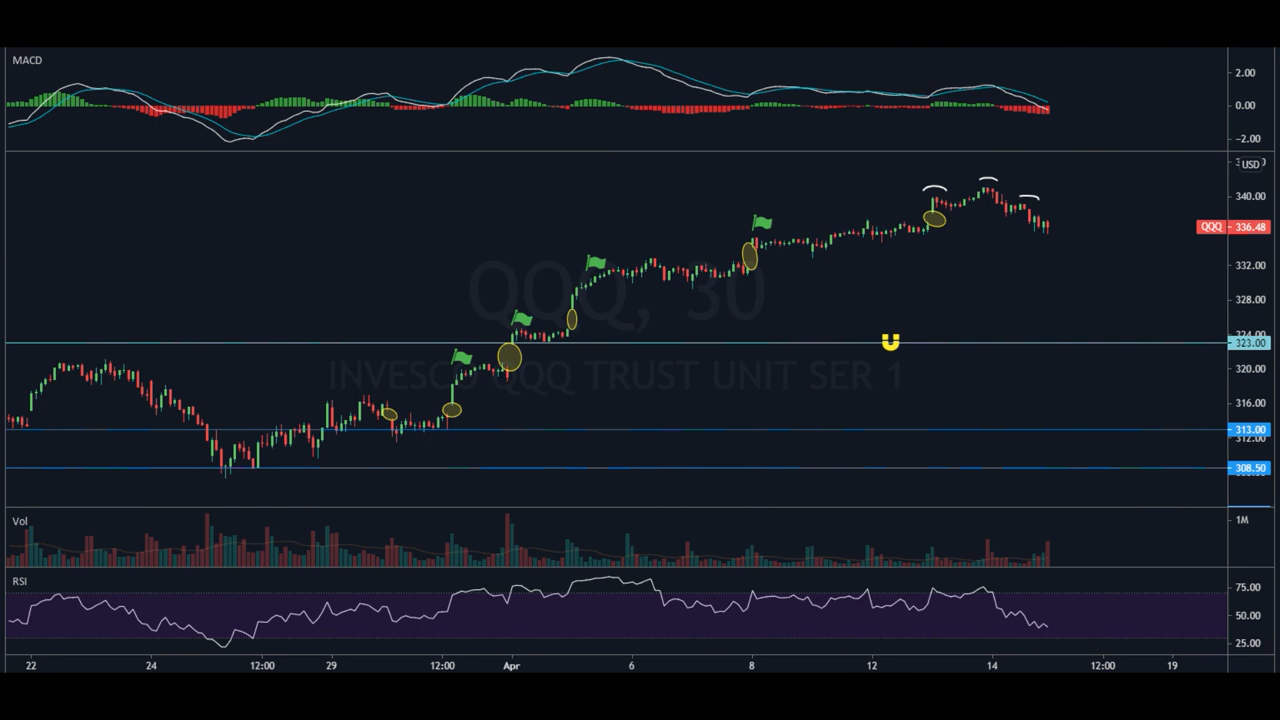 MACD
2.00
0.00
-2.00
USD
340.00
QQQ 336.48
332.00
328.00
324.00
323.00
320.00
316.00
313.00
312.00
308.50
QQQ, 30
INVESCO QQQ TRUST UNIT SER 1
Vol
1M
RSI
75.00
50.00
25.00
22 24 12:00 29 12:00 Apr 6 8 12 14 12:00 19